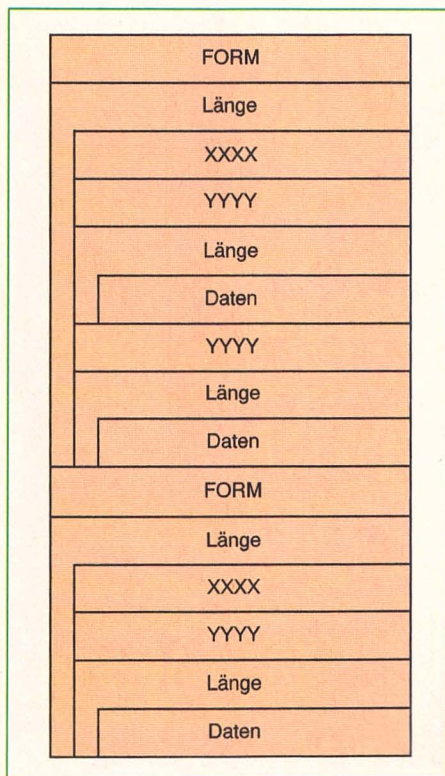 FORM
Länge
XXXX
YYYY
Länge
Daten
YYYY
Länge
Daten
FORM
Länge
XXXX
YYYY
Länge
Daten